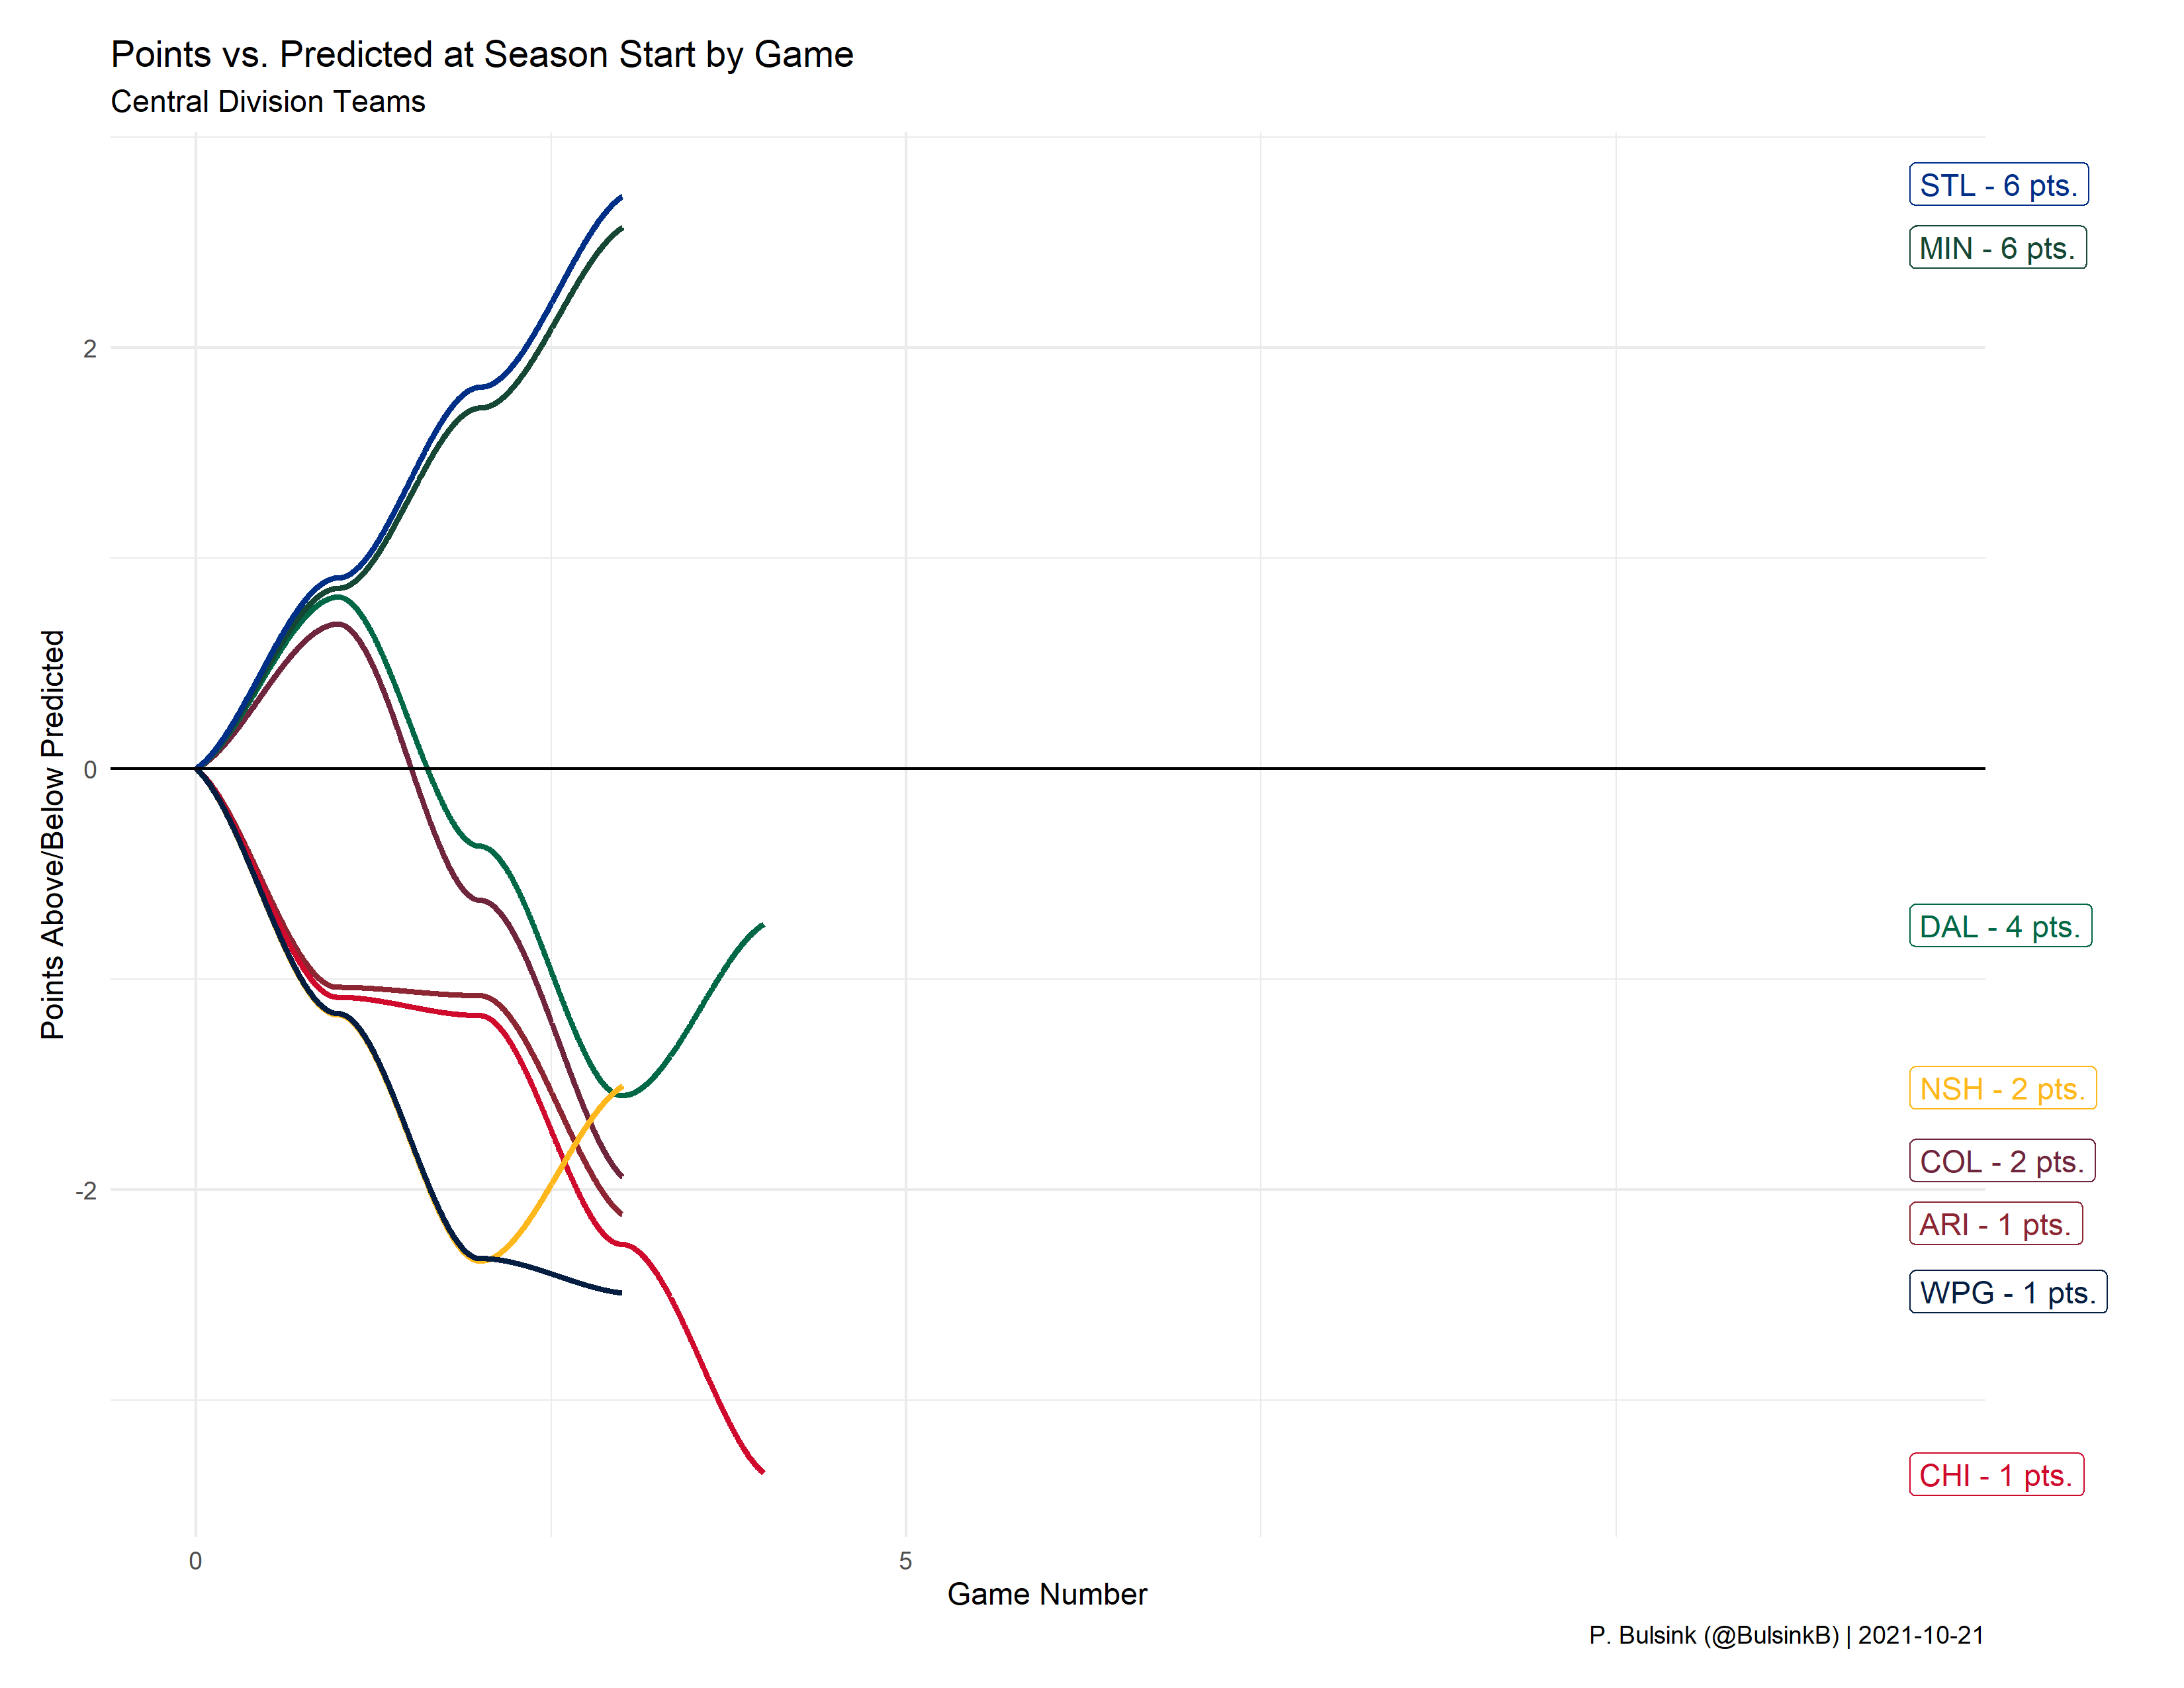 Points vs. Predicted at Season Start by Game
Central Division Teams
Points Above/Below Predicted
2
0
-2
STL - 6 pts.
MIN - 6 pts.
DAL - 4 pts.
NSH - 2 pts.
COL - 2 pts.
ARI - 1 pts.
WPG - 1 pts.
CHI - 1 pts.
0
5
Game Number
P. Bulsink (@BulsinkB) | 2021-10-21